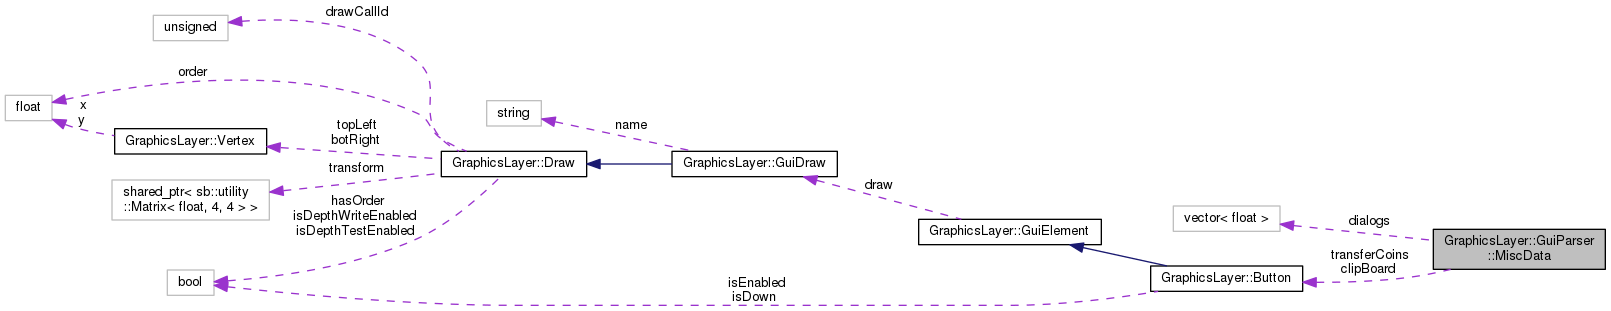 drawCallId
unsigned
order
float
x
y
string
name
topLeft
botRight
GraphicsLayer::Vertex
GraphicsLayer::Draw
GraphicsLayer::GuiDraw
transform
draw
shared_ptr< sb::utility
::Matrix< float, 4, 4 > >
hasOrder
isDepthWriteEnabled
isDepthTestEnabled
vector< float >
dialogs
GraphicsLayer::GuiElement
GraphicsLayer::GuiParser
::MiscData
transferCoins
clipBoard
bool
GraphicsLayer::Button
isEnabled
isDown